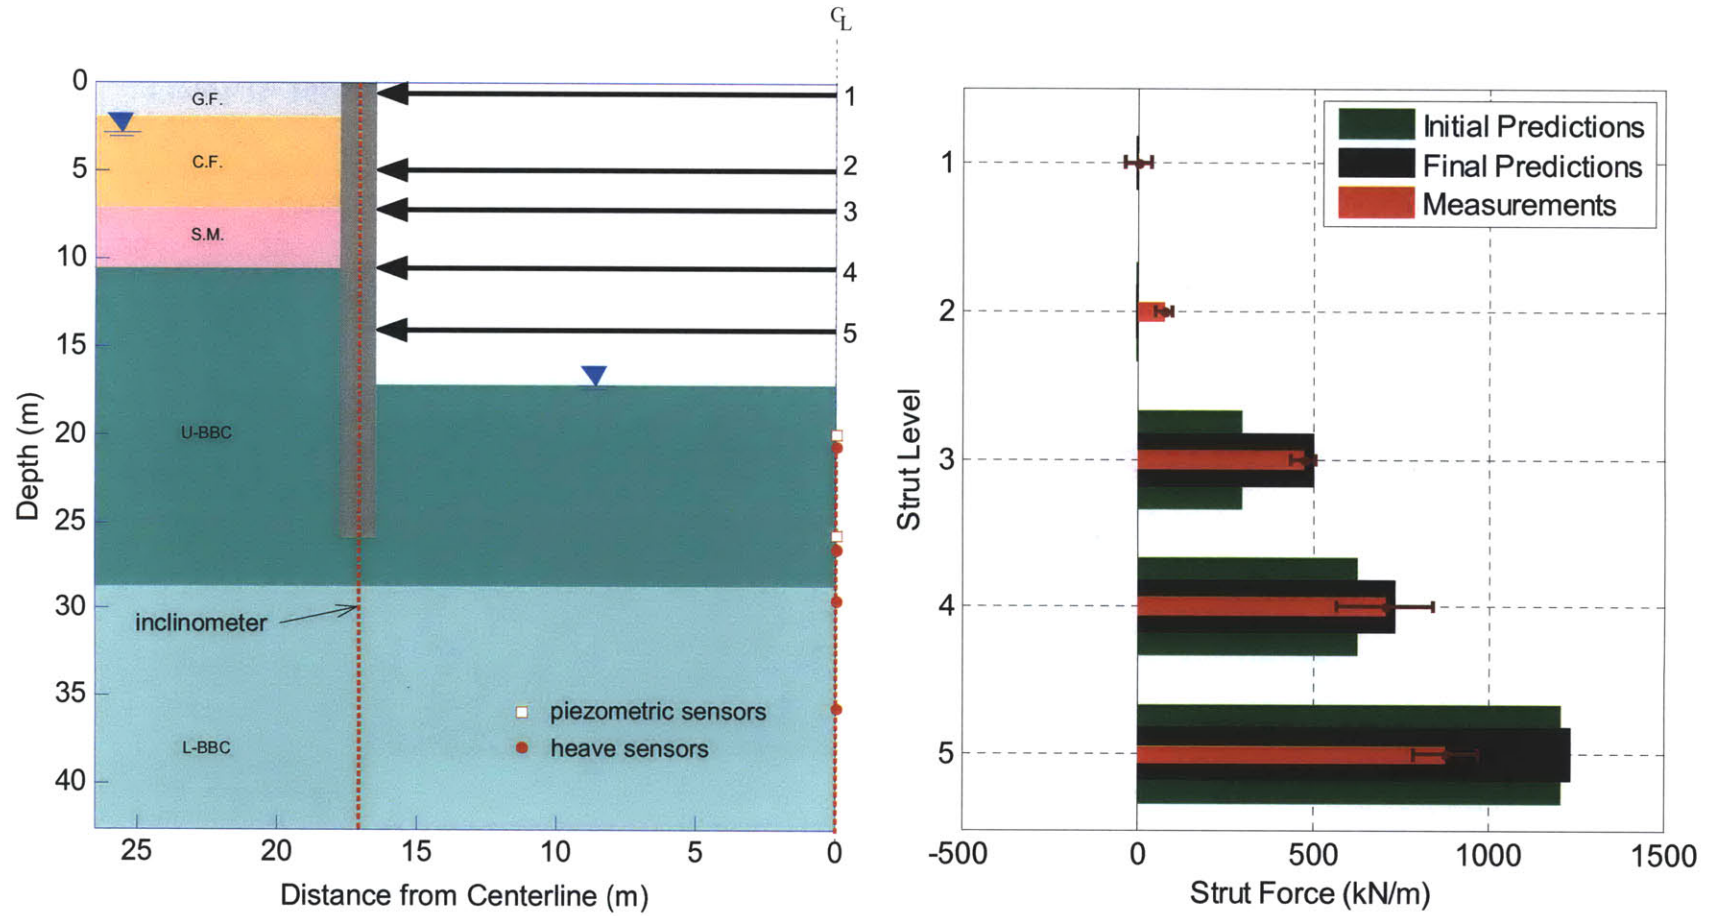 CL
0
5
10
15
20
25
30
35
40
Depth (m)
G.F.
C.F.
S.M.
U-BBC
L-BBC
1
2
3
4
5
inclinometer
piezometric sensors
heave sensors
25 20 15 10 5 0
Distance from Centerline (m)
Initial Predictions
Final Predictions
Measurements
1
2
3
4
5
Strut Level
-500 0 500 1000 1500
Strut Force (kN/m)